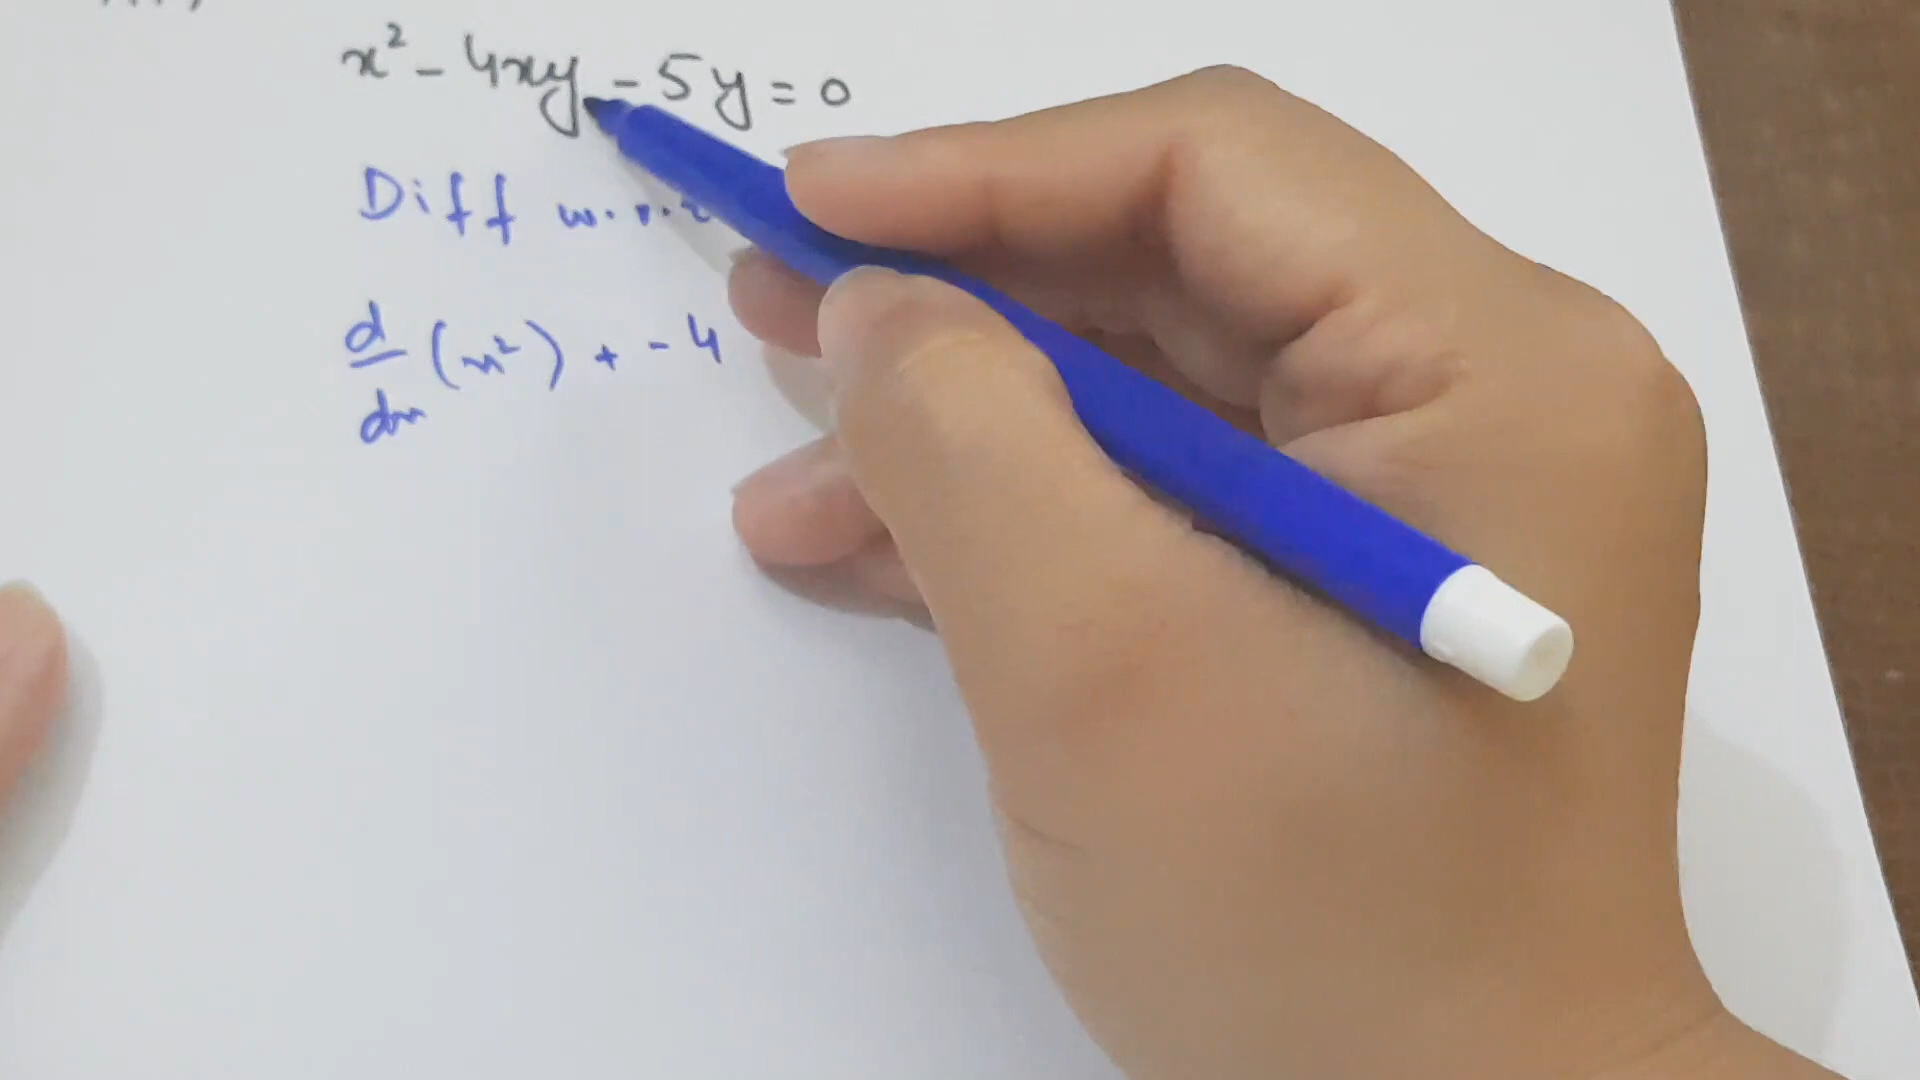 x² - 4xy - 5y = 0
Diff w.r.t
d/dx (x²) + - 4